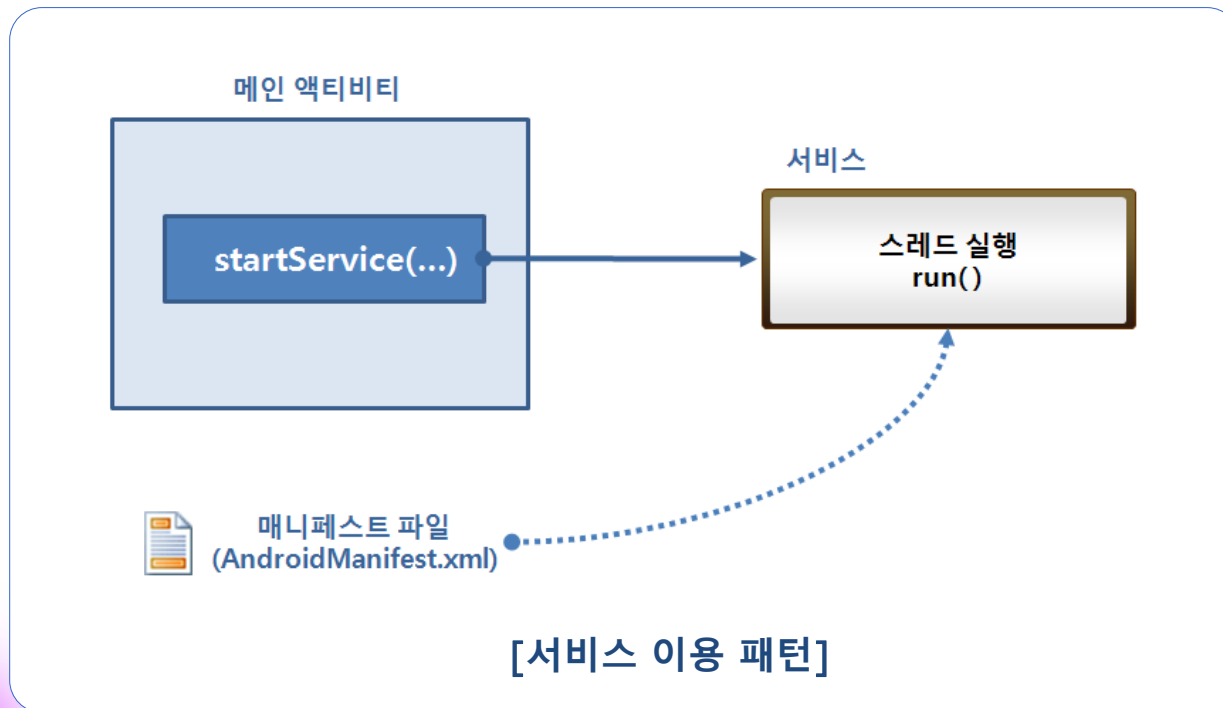 메인 액티비티
startService(...)
서비스
스레드 실행
run( )
매니페스트 파일
(AndroidManifest.xml)
[서비스 이용 패턴]